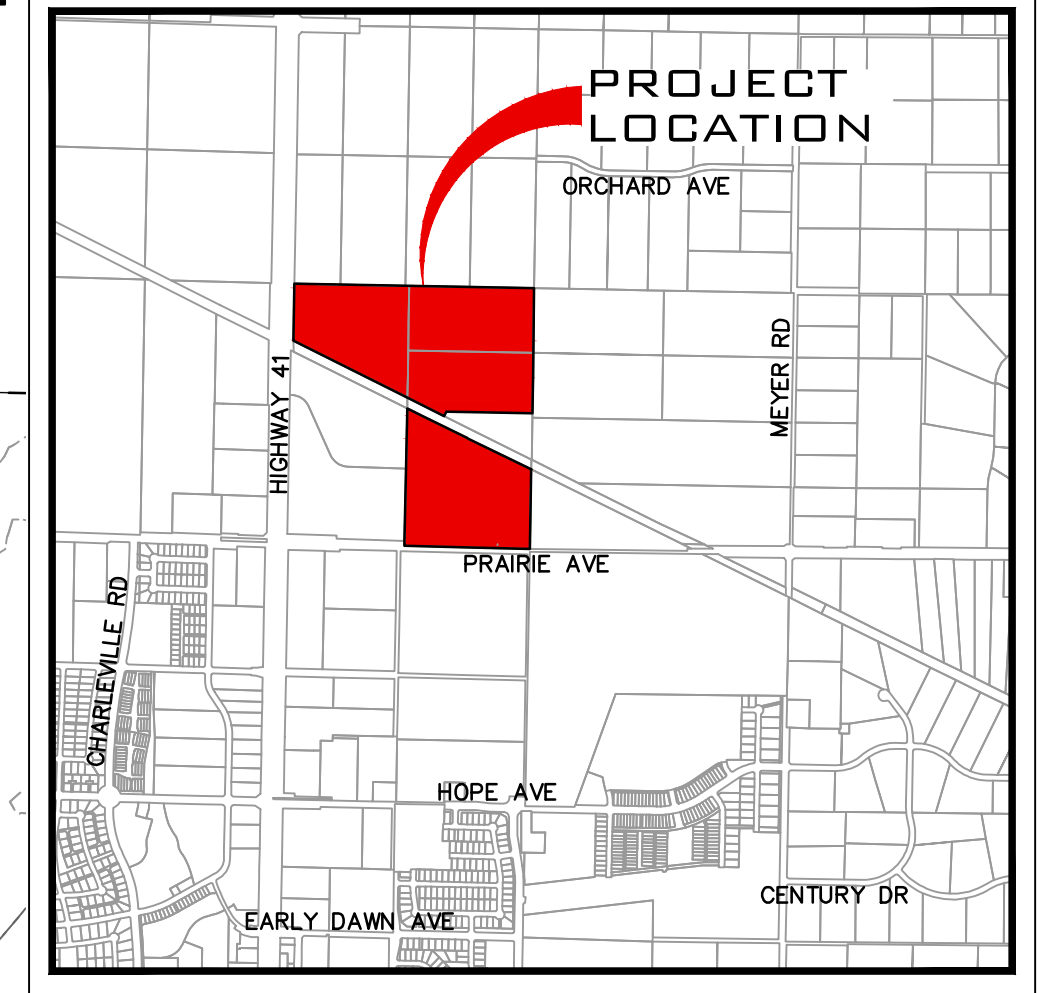 PROJECT
LOCATION
ORCHARD AVE
HIGHWAY 41
MEYER RD
PRAIRIE AVE
CHARLEVILLE RD
HOPE AVE
CENTURY DR
EARLY DAWN AVE